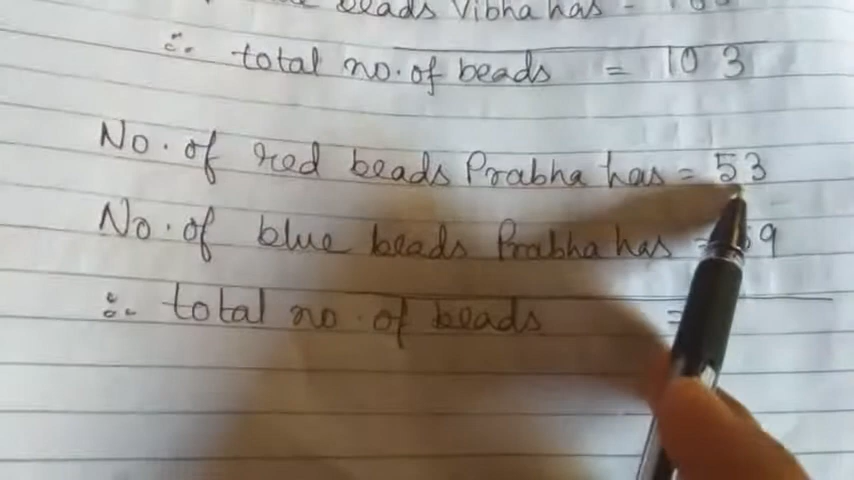 beads Vibha has -
∴ total no. of beads = 103
No. of red beads Prabha has = 53
No. of blue beads Prabha has = 9
∴ total no. of beads =